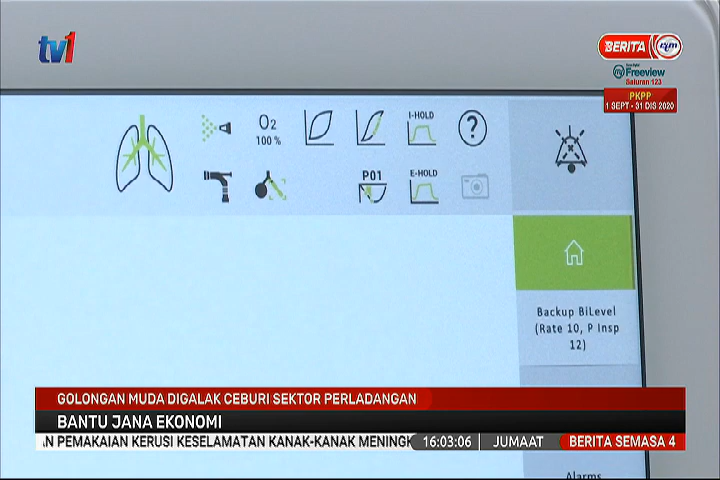 tv1
BERITA rtm
myFreeview
Saluran 123
PKPP
1 SEPT - 31 DIS 2020
O2
100 %
I-HOLD
?
P01
E-HOLD
Backup BiLevel
(Rate 10, P Insp
12)
GOLONGAN MUDA DIGALAK CEBURI SEKTOR PERLADANGAN
BANTU JANA EKONOMI
AN PEMAKAIAN KERUSI KESELAMATAN KANAK-KANAK MENINGK 16:03:06 | JUMAAT BERITA SEMASA 4
Alarms